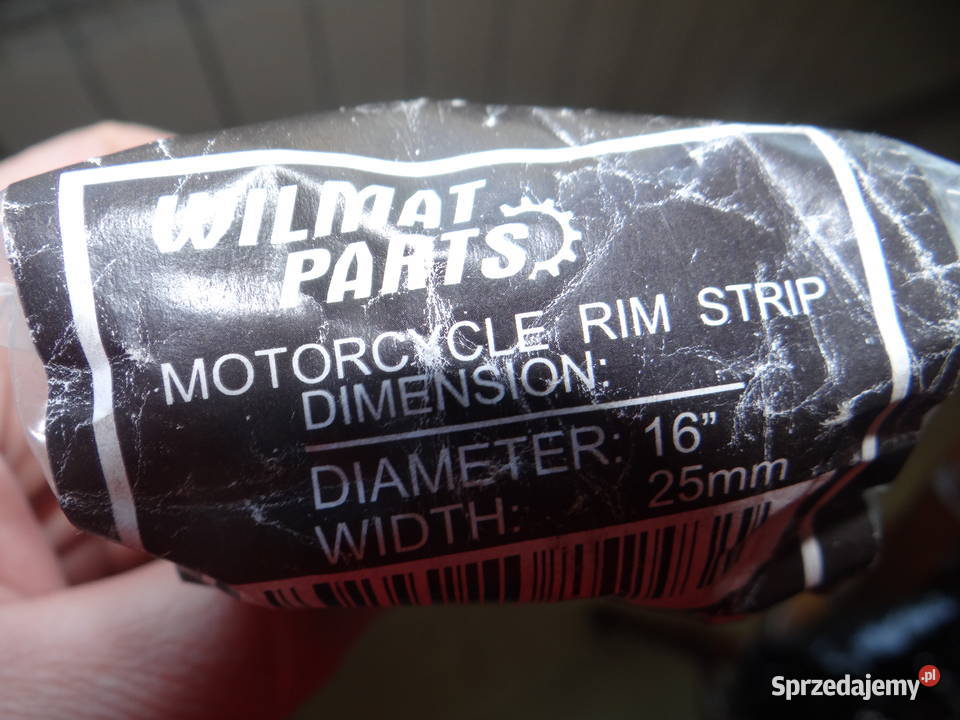 WILMAT
PARTS
MOTORCYCLE RIM STRIP
DIMENSION:
DIAMETER: 16”
WIDTH: 25mm
Sprzedajemy.pl